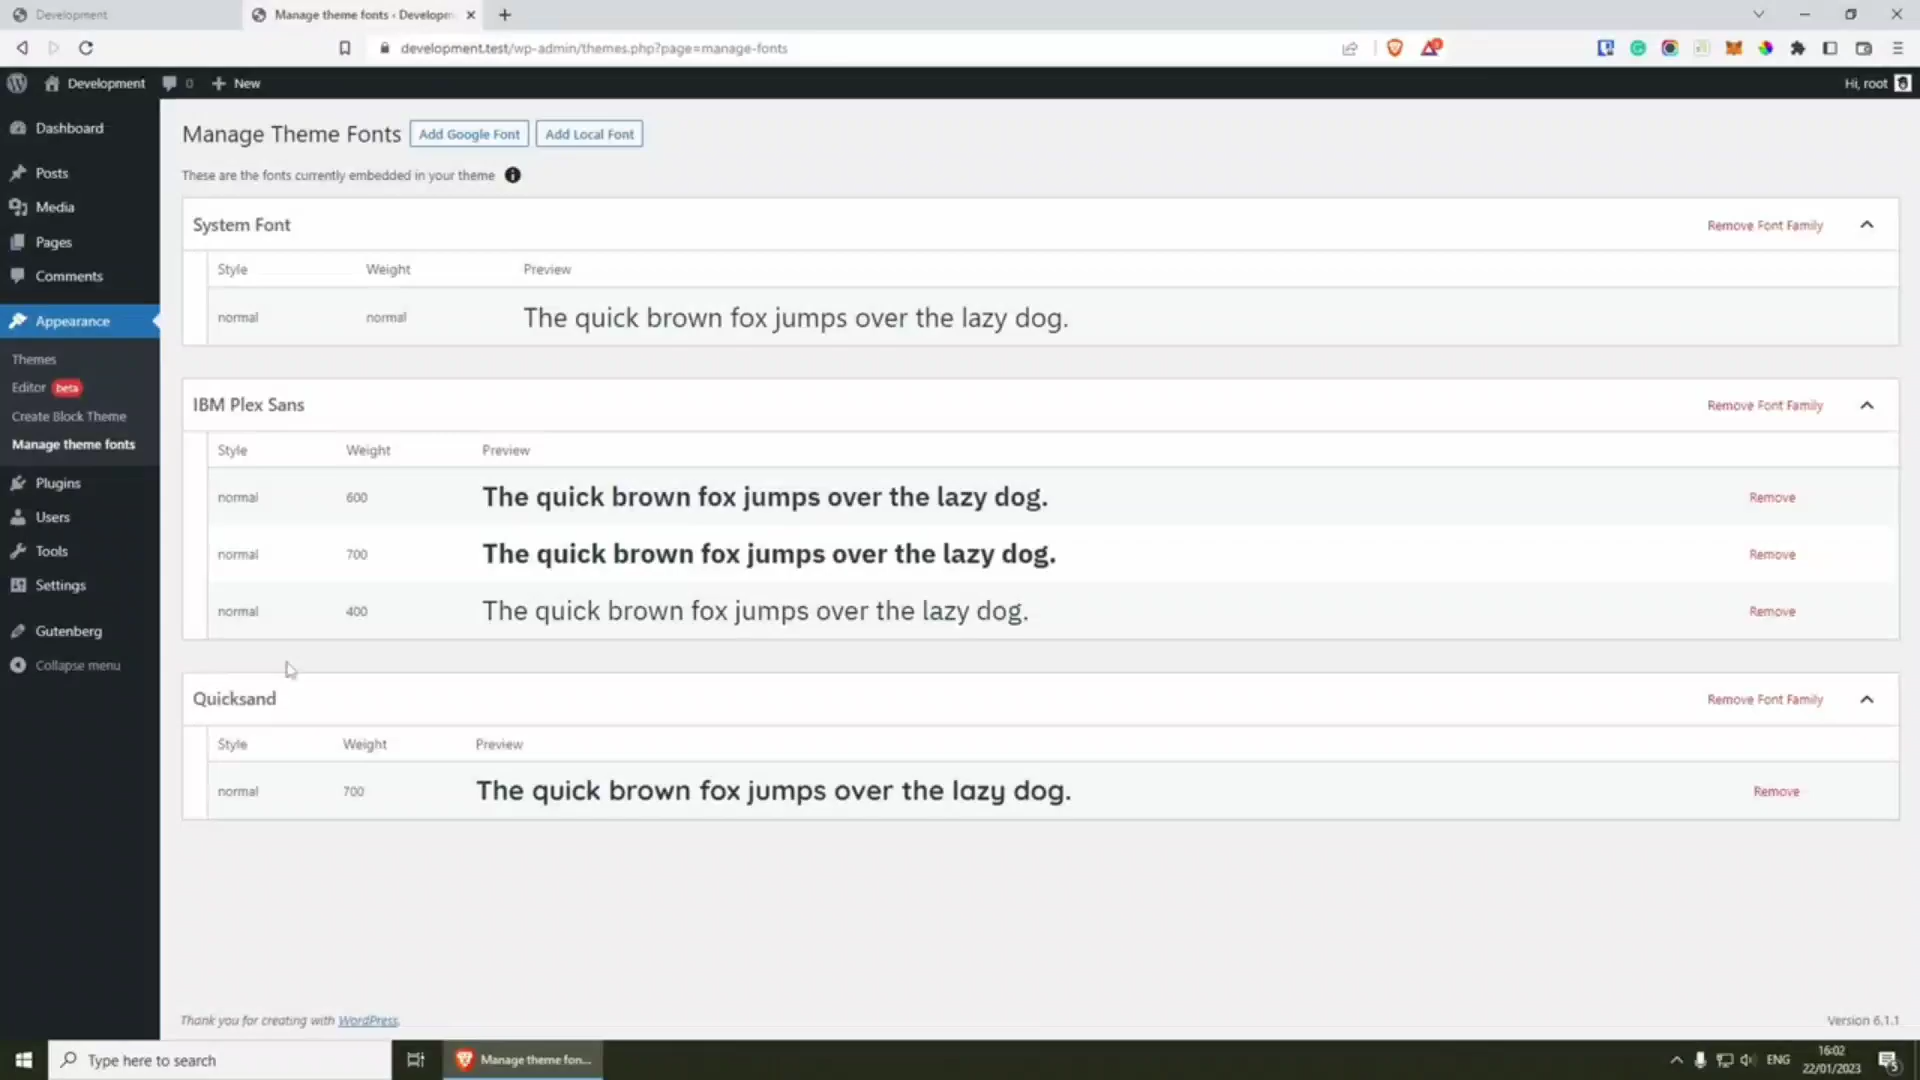 Development
Manage theme fonts ‹ Developm
development.test/wp-admin/themes.php?page=manage-fonts
Development 0 New
Hi, root
Dashboard
Posts
Media
Pages
Comments
Appearance
Themes
Editor beta
Create Block Theme
Manage theme fonts
Plugins
Users
Tools
Settings
Gutenberg
Collapse menu
Manage Theme Fonts Add Google Font Add Local Font
These are the fonts currently embedded in your theme
System Font Remove Font Family
Style Weight Preview
normal normal The quick brown fox jumps over the lazy dog.
IBM Plex Sans Remove Font Family
Style Weight Preview
normal 600 The quick brown fox jumps over the lazy dog. Remove
normal 700 The quick brown fox jumps over the lazy dog. Remove
normal 400 The quick brown fox jumps over the lazy dog. Remove
Quicksand Remove Font Family
Style Weight Preview
normal 700 The quick brown fox jumps over the lazy dog. Remove
Thank you for creating with WordPress.
Version 6.1.1
Type here to search
Manage theme fon...
ENG
16:02
22/01/2023
5